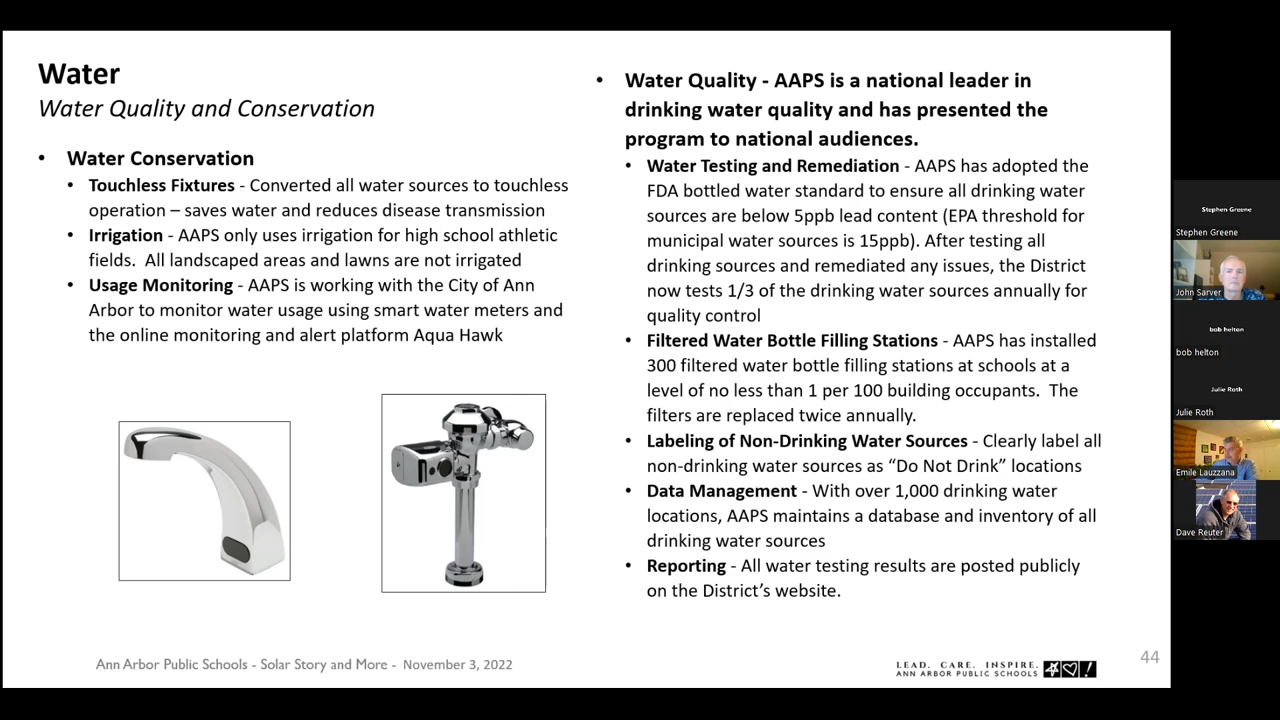 Water
Water Quality and Conservation
• Water Conservation
• Touchless Fixtures - Converted all water sources to touchless
operation – saves water and reduces disease transmission
• Irrigation - AAPS only uses irrigation for high school athletic
fields.  All landscaped areas and lawns are not irrigated
• Usage Monitoring - AAPS is working with the City of Ann
Arbor to monitor water usage using smart water meters and
the online monitoring and alert platform Aqua Hawk
• Water Quality - AAPS is a national leader in
drinking water quality and has presented the
program to national audiences.
• Water Testing and Remediation - AAPS has adopted the
FDA bottled water standard to ensure all drinking water
sources are below 5ppb lead content (EPA threshold for
municipal water sources is 15ppb). After testing all
drinking sources and remediated any issues, the District
now tests 1/3 of the drinking water sources annually for
quality control
• Filtered Water Bottle Filling Stations - AAPS has installed
300 filtered water bottle filling stations at schools at a
level of no less than 1 per 100 building occupants.  The
filters are replaced twice annually.
• Labeling of Non-Drinking Water Sources - Clearly label all
non-drinking water sources as “Do Not Drink” locations
• Data Management - With over 1,000 drinking water
locations, AAPS maintains a database and inventory of all
drinking water sources
• Reporting - All water testing results are posted publicly
on the District’s website.
Ann Arbor Public Schools - Solar Story and More - November 3, 2022
LEAD. CARE. INSPIRE.
ANN ARBOR PUBLIC SCHOOLS
44
Stephen Greene
Stephen Greene
John Sarver
bob helton
bob helton
Julie Roth
Julie Roth
Emile Lauzzana
Dave Reuter